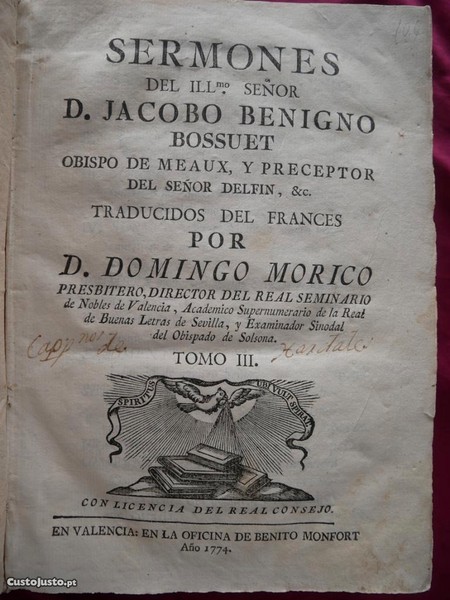 SERMONES
DEL ILL.mo SEÑOR
D. JACOBO BENIGNO
BOSSUET
OBISPO DE MEAUX, Y PRECEPTOR
DEL SEÑOR DELFIN, &c.
TRADUCIDOS DEL FRANCES
POR
D. DOMINGO MORICO
PRESBITERO, DIRECTOR DEL REAL SEMINARIO
de Nobles de Valencia, Academico Supernumerario de la Real
de Buenas Letras de Sevilla, y Examinador Sinodal
del Obispado de Solsona.
TOMO III.
SPIRITUS UBI VULT SPIRAT
CON LICENCIA DEL REAL CONSEJO.
EN VALENCIA: EN LA OFICINA DE BENITO MONFORT
Año 1774.
CustoJusto.pt